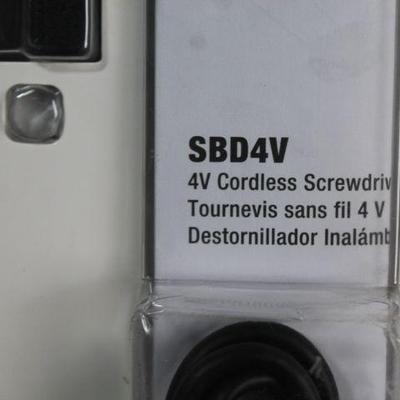 SBD4V
4V Cordless Screwdriv
Tournevis sans fil 4 V
Destornillador Inalámb